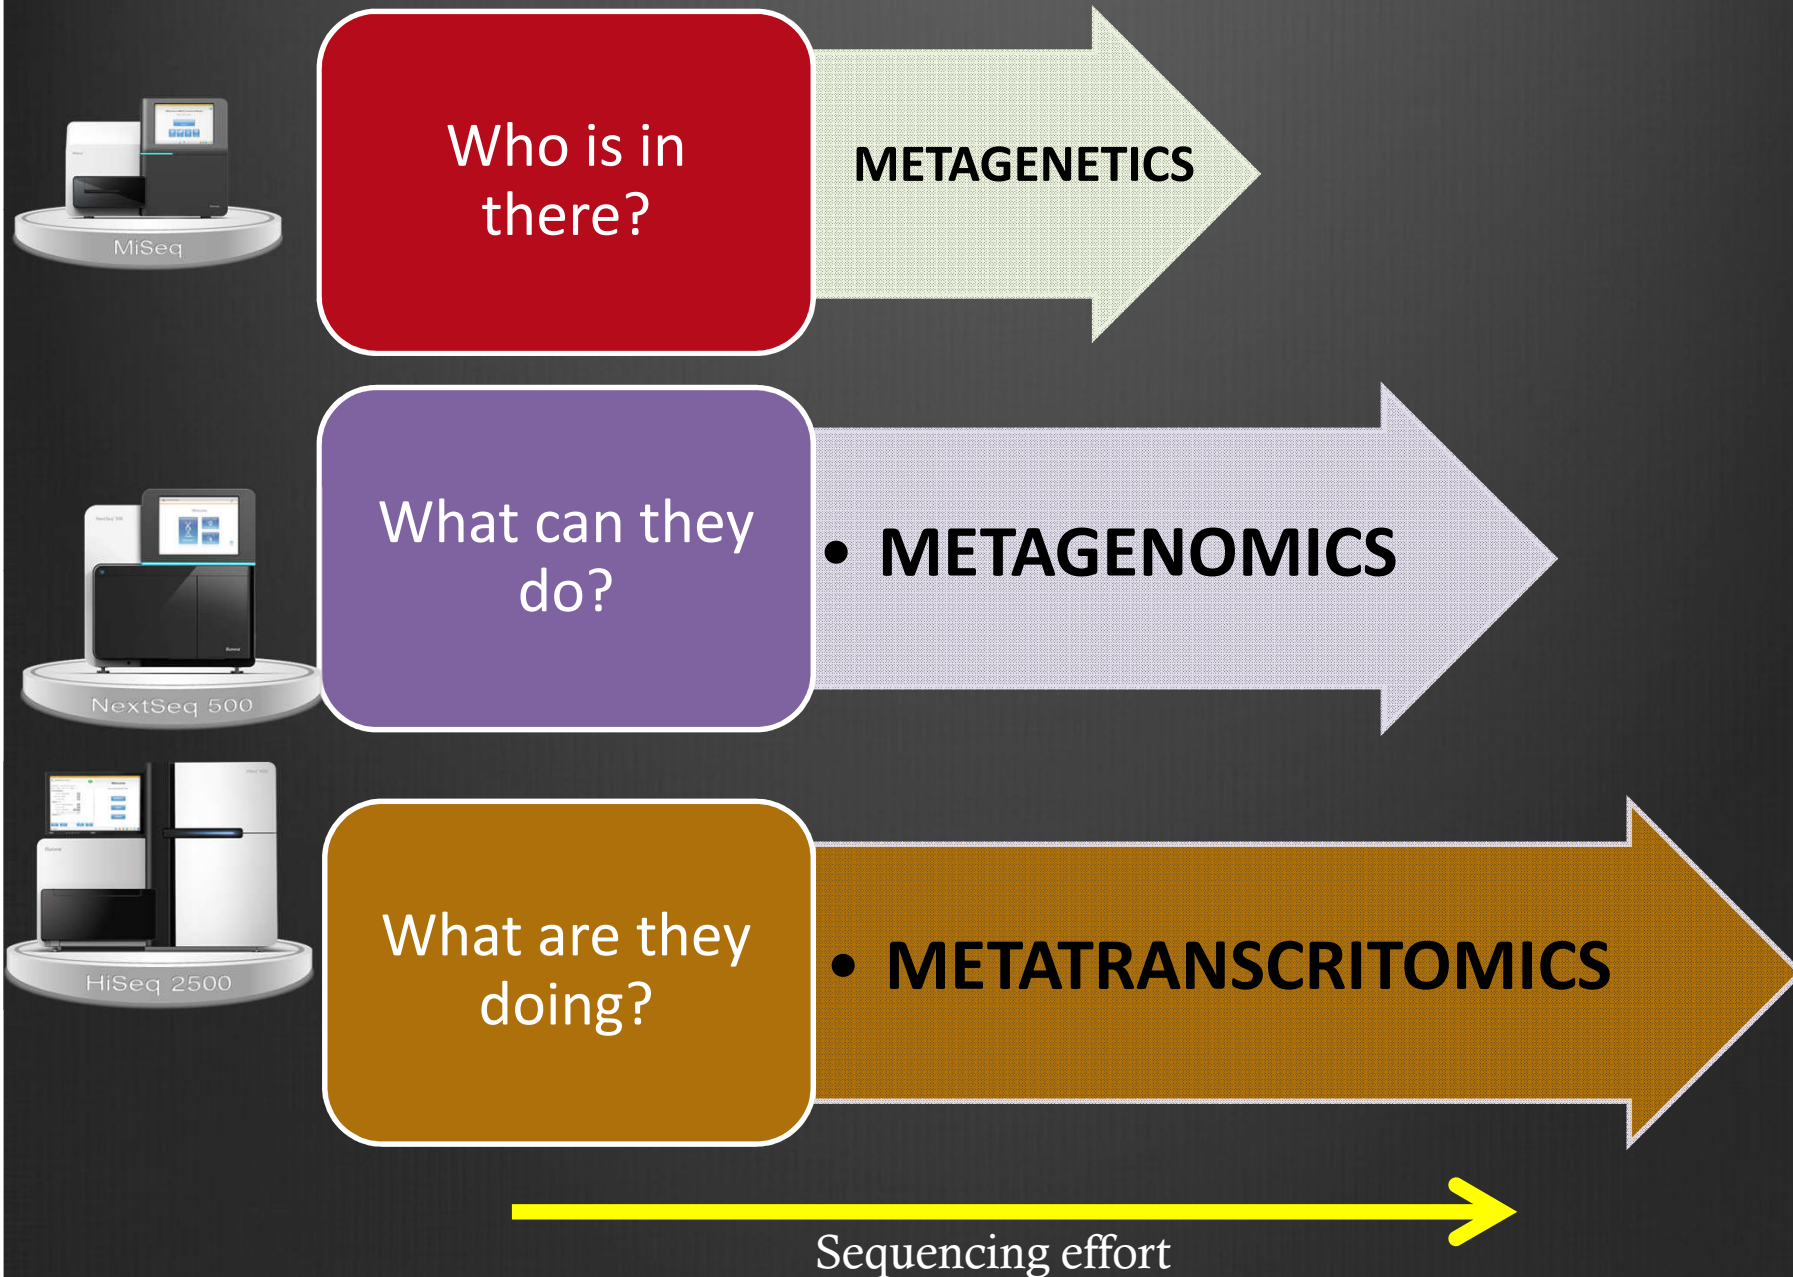 Who is in
there?
METAGENETICS
MiSeq
What can they
do?
• METAGENOMICS
NextSeq 500
What are they
doing?
• METATRANSCRITOMICS
HiSeq 2500
Sequencing effort